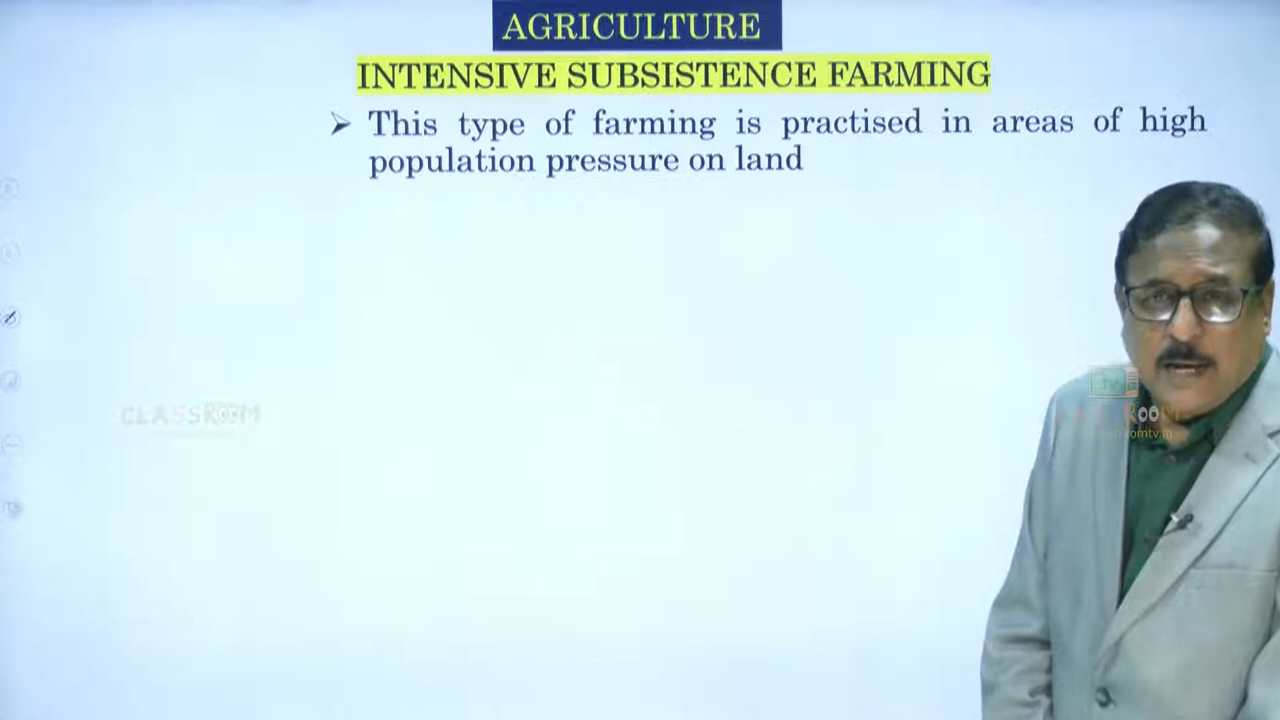 AGRICULTURE
INTENSIVE SUBSISTENCE FARMING
➢ This type of farming is practised in areas of high
population pressure on land
CLASSROOM
tv